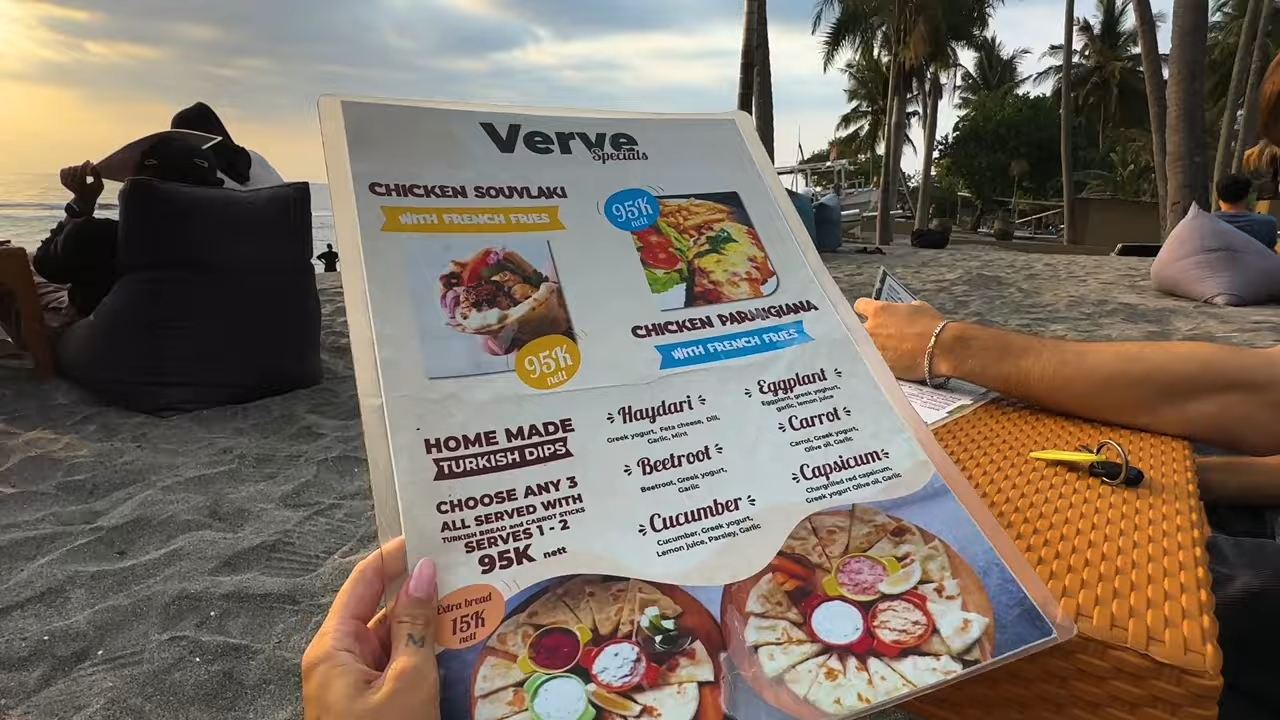 Verve
Specials
CHICKEN SOUVLAKI
WITH FRENCH FRIES
95K
nett
95K
nett
CHICKEN PARMIGIANA
WITH FRENCH FRIES
HOME MADE
TURKISH DIPS
CHOOSE ANY 3
ALL SERVED WITH
TURKISH BREAD and CARROT STICKS
SERVES 1 - 2
95K nett
Haydari
Greek yogurt, Feta cheese, Dill,
Garlic, Mint
Beetroot
Beetroot, Greek yogurt,
Garlic
Cucumber
Cucumber, Greek yogurt,
Lemon juice, Parsley, Garlic
Eggplant
Eggplant, greek yoghurt,
garlic, lemon juice
Carrot
Carrot, Greek yogurt,
Olive oil, Garlic
Capsicum
Chargrilled red capsicum,
Greek yogurt Olive oil, Garlic
Extra bread
15K
nett
M